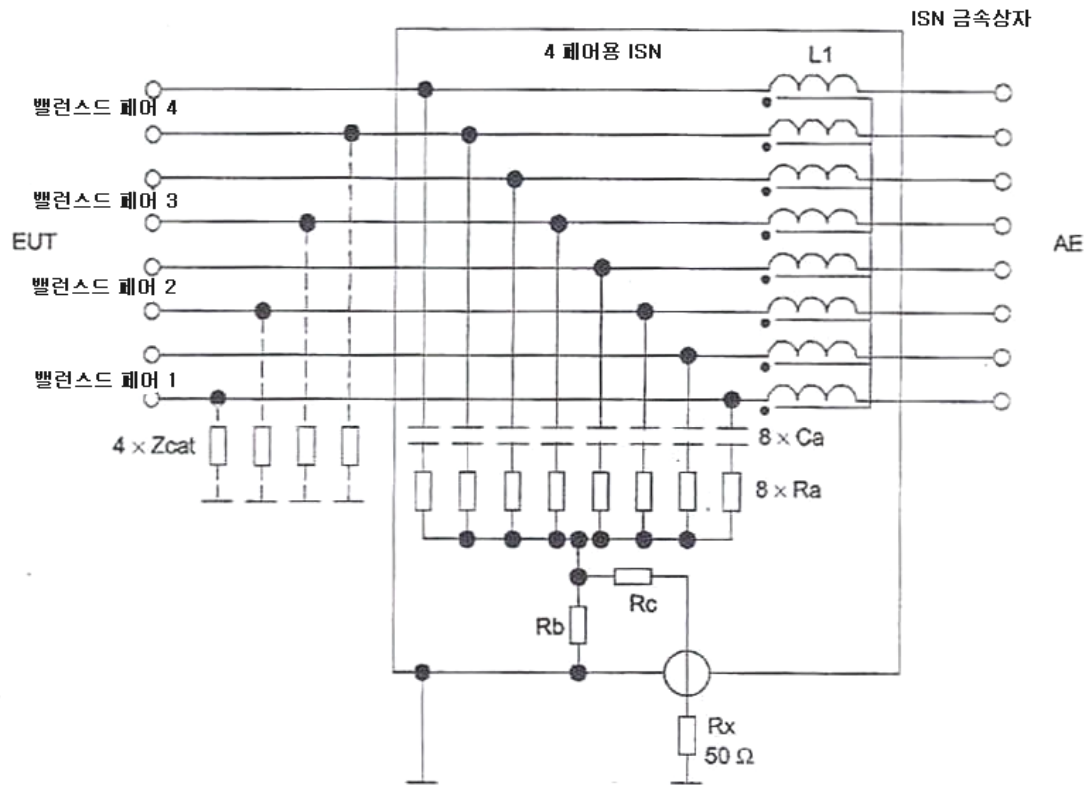 ISN 금속상자
4 페어용 ISN
L1
밸런스드 페어 4
밸런스드 페어 3
EUT
AE
밸런스드 페어 2
밸런스드 페어 1
4 × Zcat
8 × Ca
8 × Ra
Rc
Rb
Rx
50 Ω